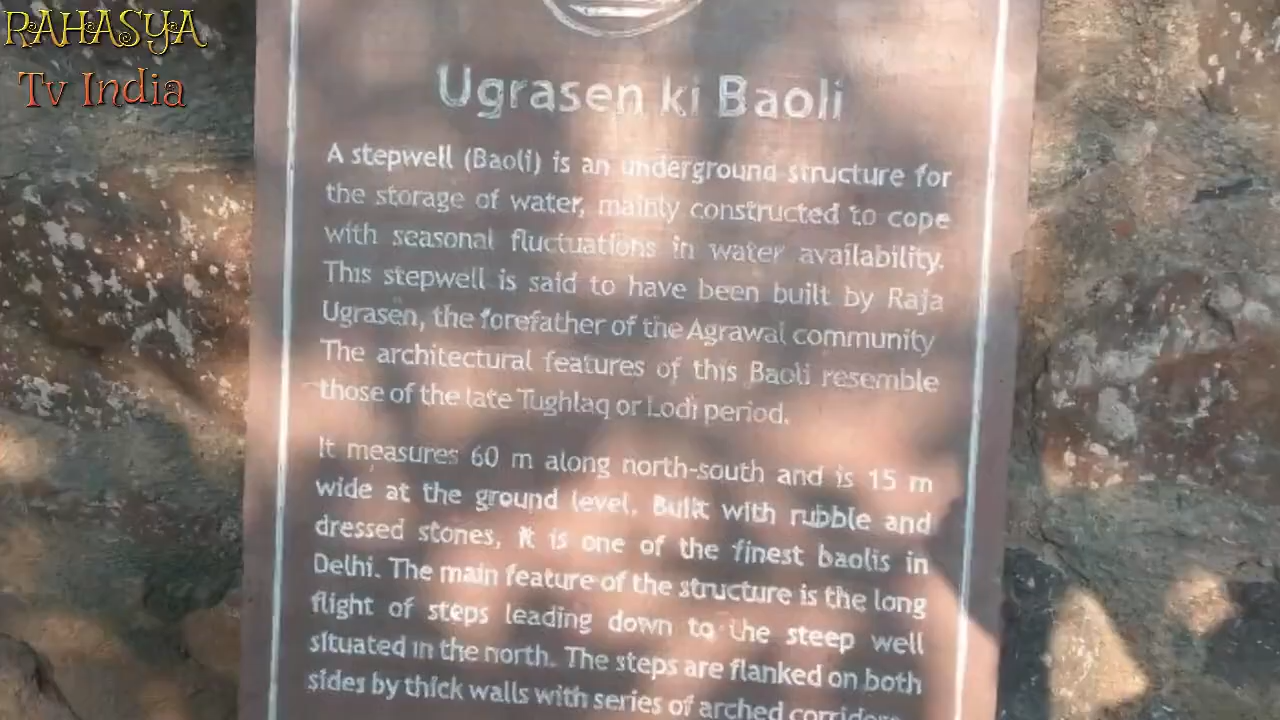 RAHASYA
Tv India
Ugrasen ki Baoli
A stepwell (Baoli) is an underground structure for
the storage of water, mainly constructed to cope
with seasonal fluctuations in water availability.
This stepwell is said to have been built by Raja
Ugrasen, the forefather of the Agrawal community
The architectural features of this Baoli resemble
those of the late Tughlaq or Lodi period.
It measures 60 m along north-south and is 15 m
wide at the ground level. Built with rubble and
dressed stones, it is one of the finest baolis in
Delhi. The main feature of the structure is the long
flight of steps leading down to the steep well
situated in the north. The steps are flanked on both
sides by thick walls with series of arched